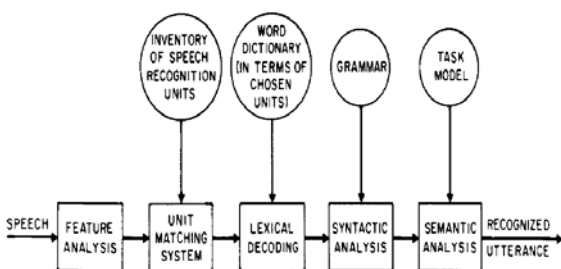 INVENTORY
OF SPEECH
RECOGNITION
UNITS
WORD
DICTIONARY
(IN TERMS OF
CHOSEN
UNITS)
GRAMMAR
TASK
MODEL
SPEECH
FEATURE
ANALYSIS
UNIT
MATCHING
SYSTEM
LEXICAL
DECODING
SYNTACTIC
ANALYSIS
SEMANTIC
ANALYSIS
RECOGNIZED
UTTERANCE